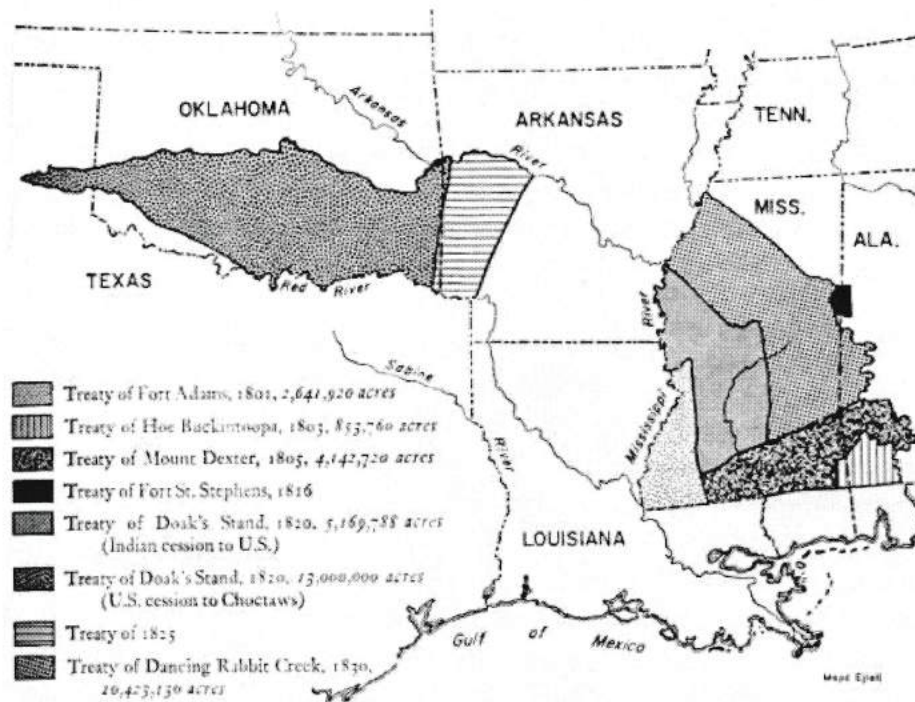 OKLAHOMA
Arkansas
ARKANSAS
River
TENN.
MISS.
ALA.
TEXAS
Red River
River
Sabine
River
Mississippi
LOUISIANA
Gulf of Mexico
Treaty of Fort Adams, 1801, 2,641,920 acres
Treaty of Hoe Buckintoopa, 1803, 853,760 acres
Treaty of Mount Dexter, 1805, 4,142,720 acres
Treaty of Fort St. Stephens, 1816
Treaty of Doak's Stand, 1820, 5,169,788 acres
(Indian cession to U.S.)
Treaty of Doak's Stand, 1820, 13,000,000 acres
(U.S. cession to Choctaws)
Treaty of 1825
Treaty of Dancing Rabbit Creek, 1830,
10,423,130 acres